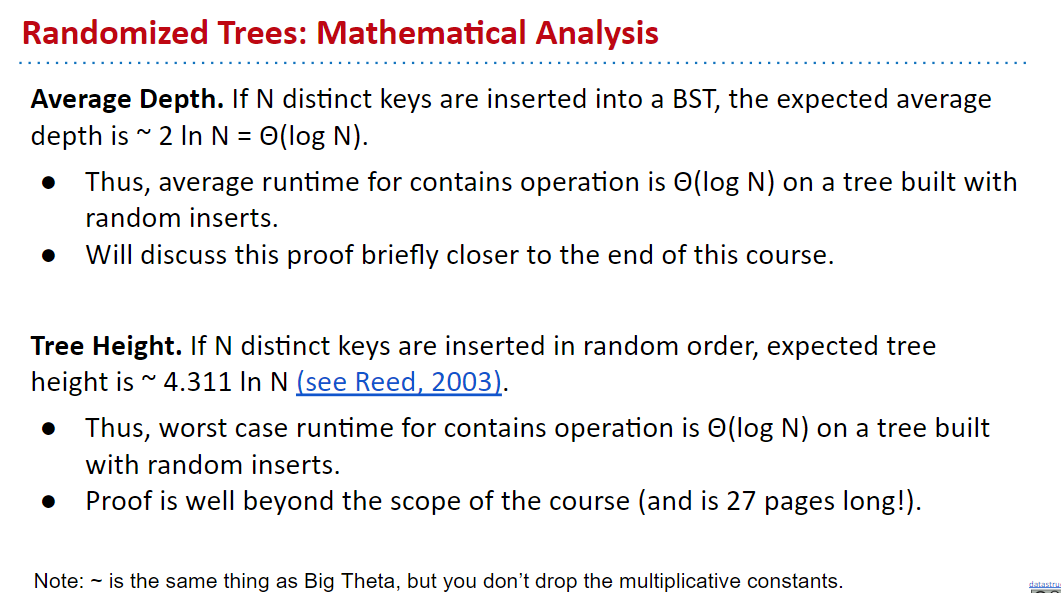 Randomized Trees: Mathematical Analysis
Average Depth. If N distinct keys are inserted into a BST, the expected average
depth is ~ 2 ln N = Θ(log N).
● Thus, average runtime for contains operation is Θ(log N) on a tree built with
random inserts.
● Will discuss this proof briefly closer to the end of this course.
Tree Height. If N distinct keys are inserted in random order, expected tree
height is ~ 4.311 ln N (see Reed, 2003).
● Thus, worst case runtime for contains operation is Θ(log N) on a tree built
with random inserts.
● Proof is well beyond the scope of the course (and is 27 pages long!).
Note: ~ is the same thing as Big Theta, but you don’t drop the multiplicative constants.